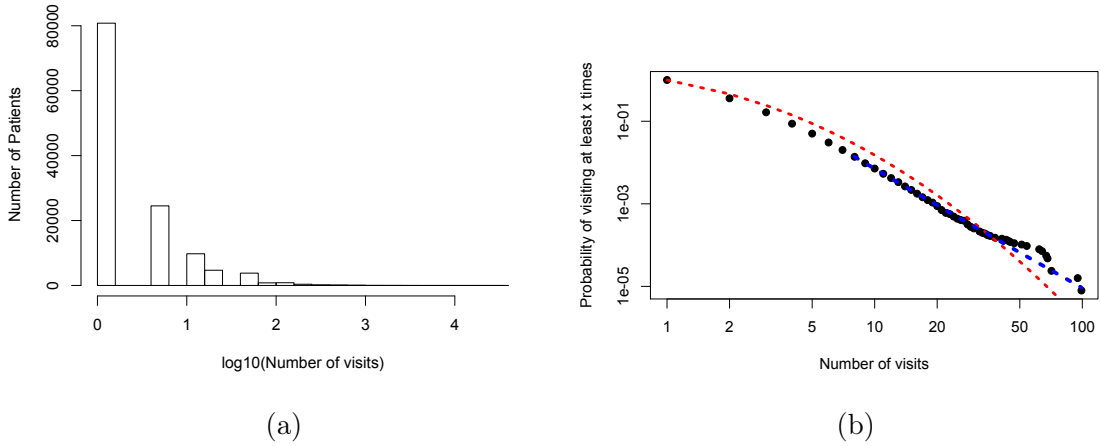 Number of Patients
80000
60000
40000
20000
0
0 1 2 3 4
log10(Number of visits)
(a)
Probability of visiting at least x times
1e-01
1e-03
1e-05
1 2 5 10 20 50 100
Number of visits
(b)